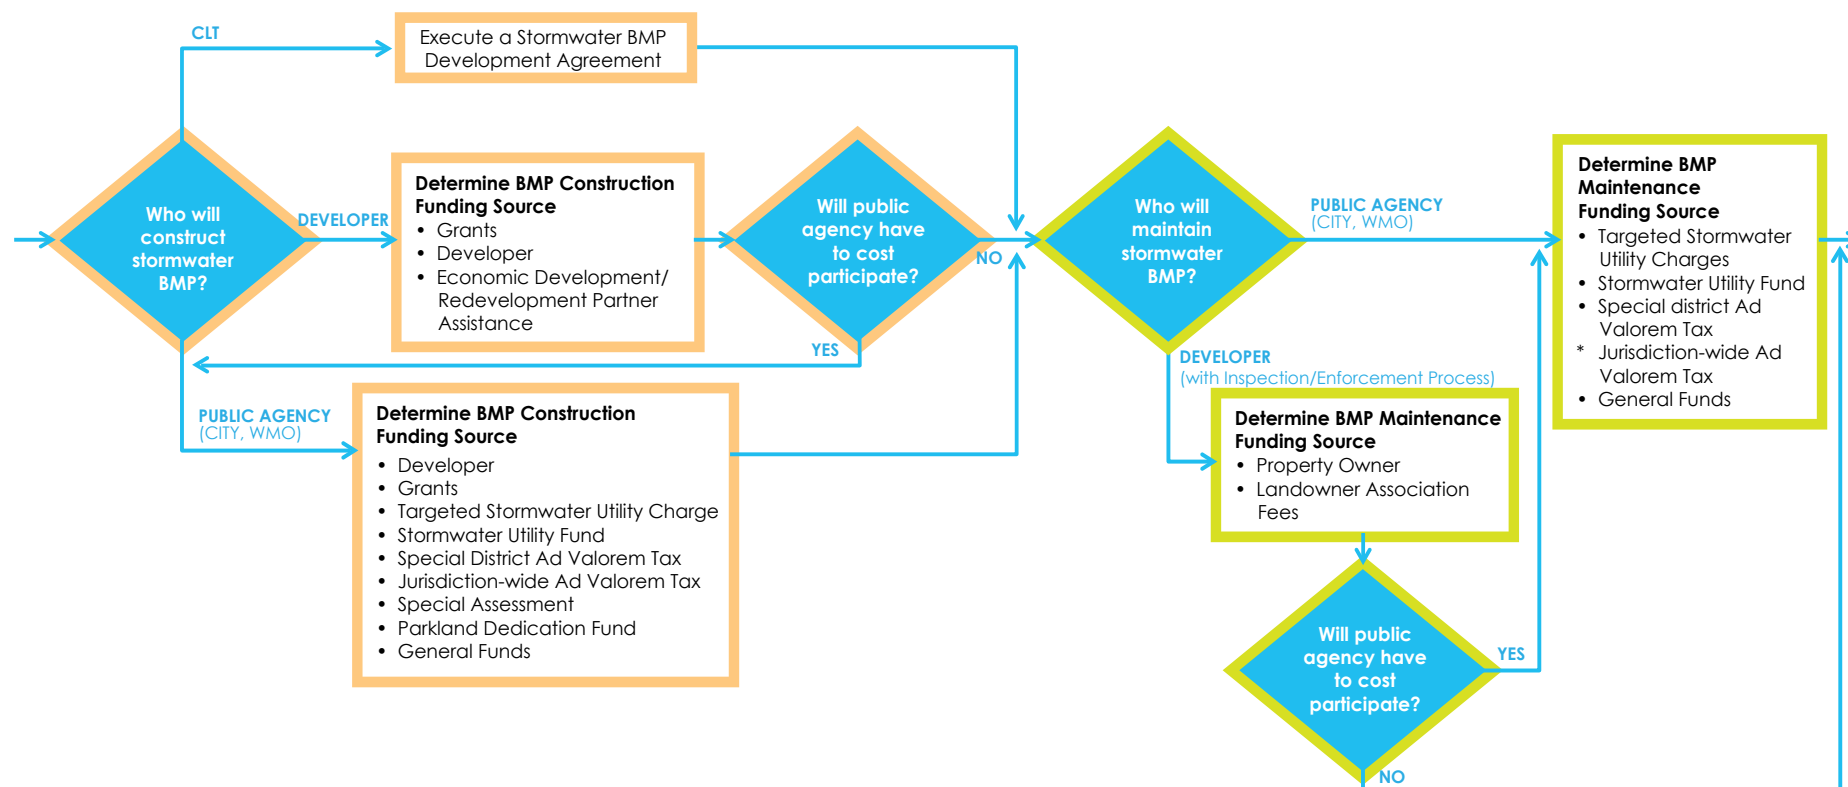 CLT
Execute a Stormwater BMP
Development Agreement
Who will
construct
stormwater
BMP?
DEVELOPER
Determine BMP Construction
Funding Source
• Grants
• Developer
• Economic Development/
Redevelopment Partner
Assistance
Will public
agency have
to cost
participate?
NO
YES
PUBLIC AGENCY
(CITY, WMO)
Determine BMP Construction
Funding Source
• Developer
• Grants
• Targeted Stormwater Utility Charge
• Stormwater Utility Fund
• Special District Ad Valorem Tax
• Jurisdiction-wide Ad Valorem Tax
• Special Assessment
• Parkland Dedication Fund
• General Funds
Who will
maintain
stormwater
BMP?
PUBLIC AGENCY
(CITY, WMO)
Determine BMP
Maintenance
Funding Source
• Targeted Stormwater
Utility Charges
• Stormwater Utility Fund
• Special district Ad
Valorem Tax
* Jurisdiction-wide Ad
Valorem Tax
• General Funds
DEVELOPER
(with Inspection/Enforcement Process)
Determine BMP Maintenance
Funding Source
• Property Owner
• Landowner Association
Fees
Will public
agency have
to cost
participate?
YES
NO